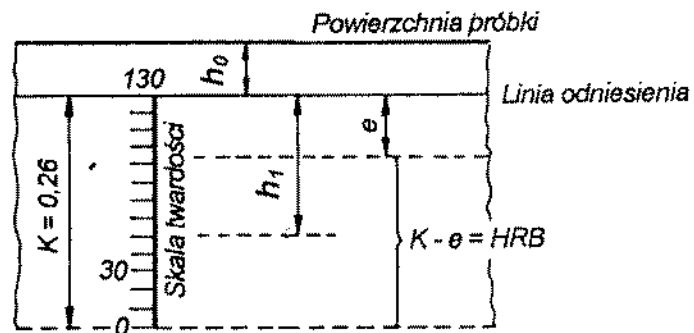 Powierzchnia próbki
130
h₀
Linia odniesienia
e
K = 0,26
Skala twardości
h₁
K - e = HRB
30
0